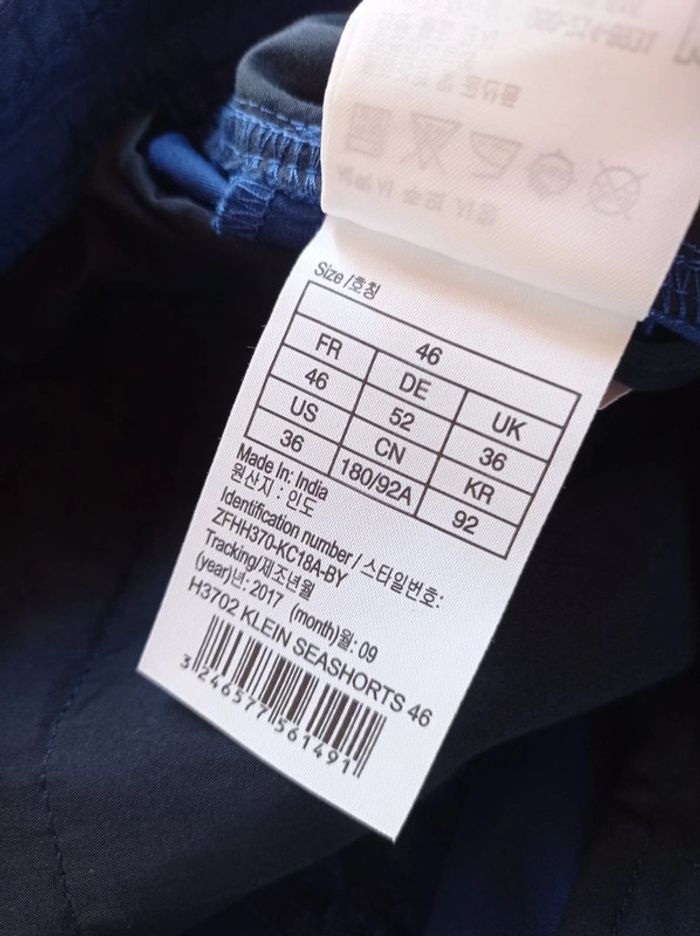 Size /호칭
46
FR DE UK
46 52 36
US CN KR
36 180/92A 92
Made In: India
원산지 : 인도
Identification number / 스타일번호:
ZFHH370-KC18A-BY
Tracking/제조년월
(year)년: 2017 (month)월: 09
H3702 KLEIN SEASHORTS 46
3246577561491